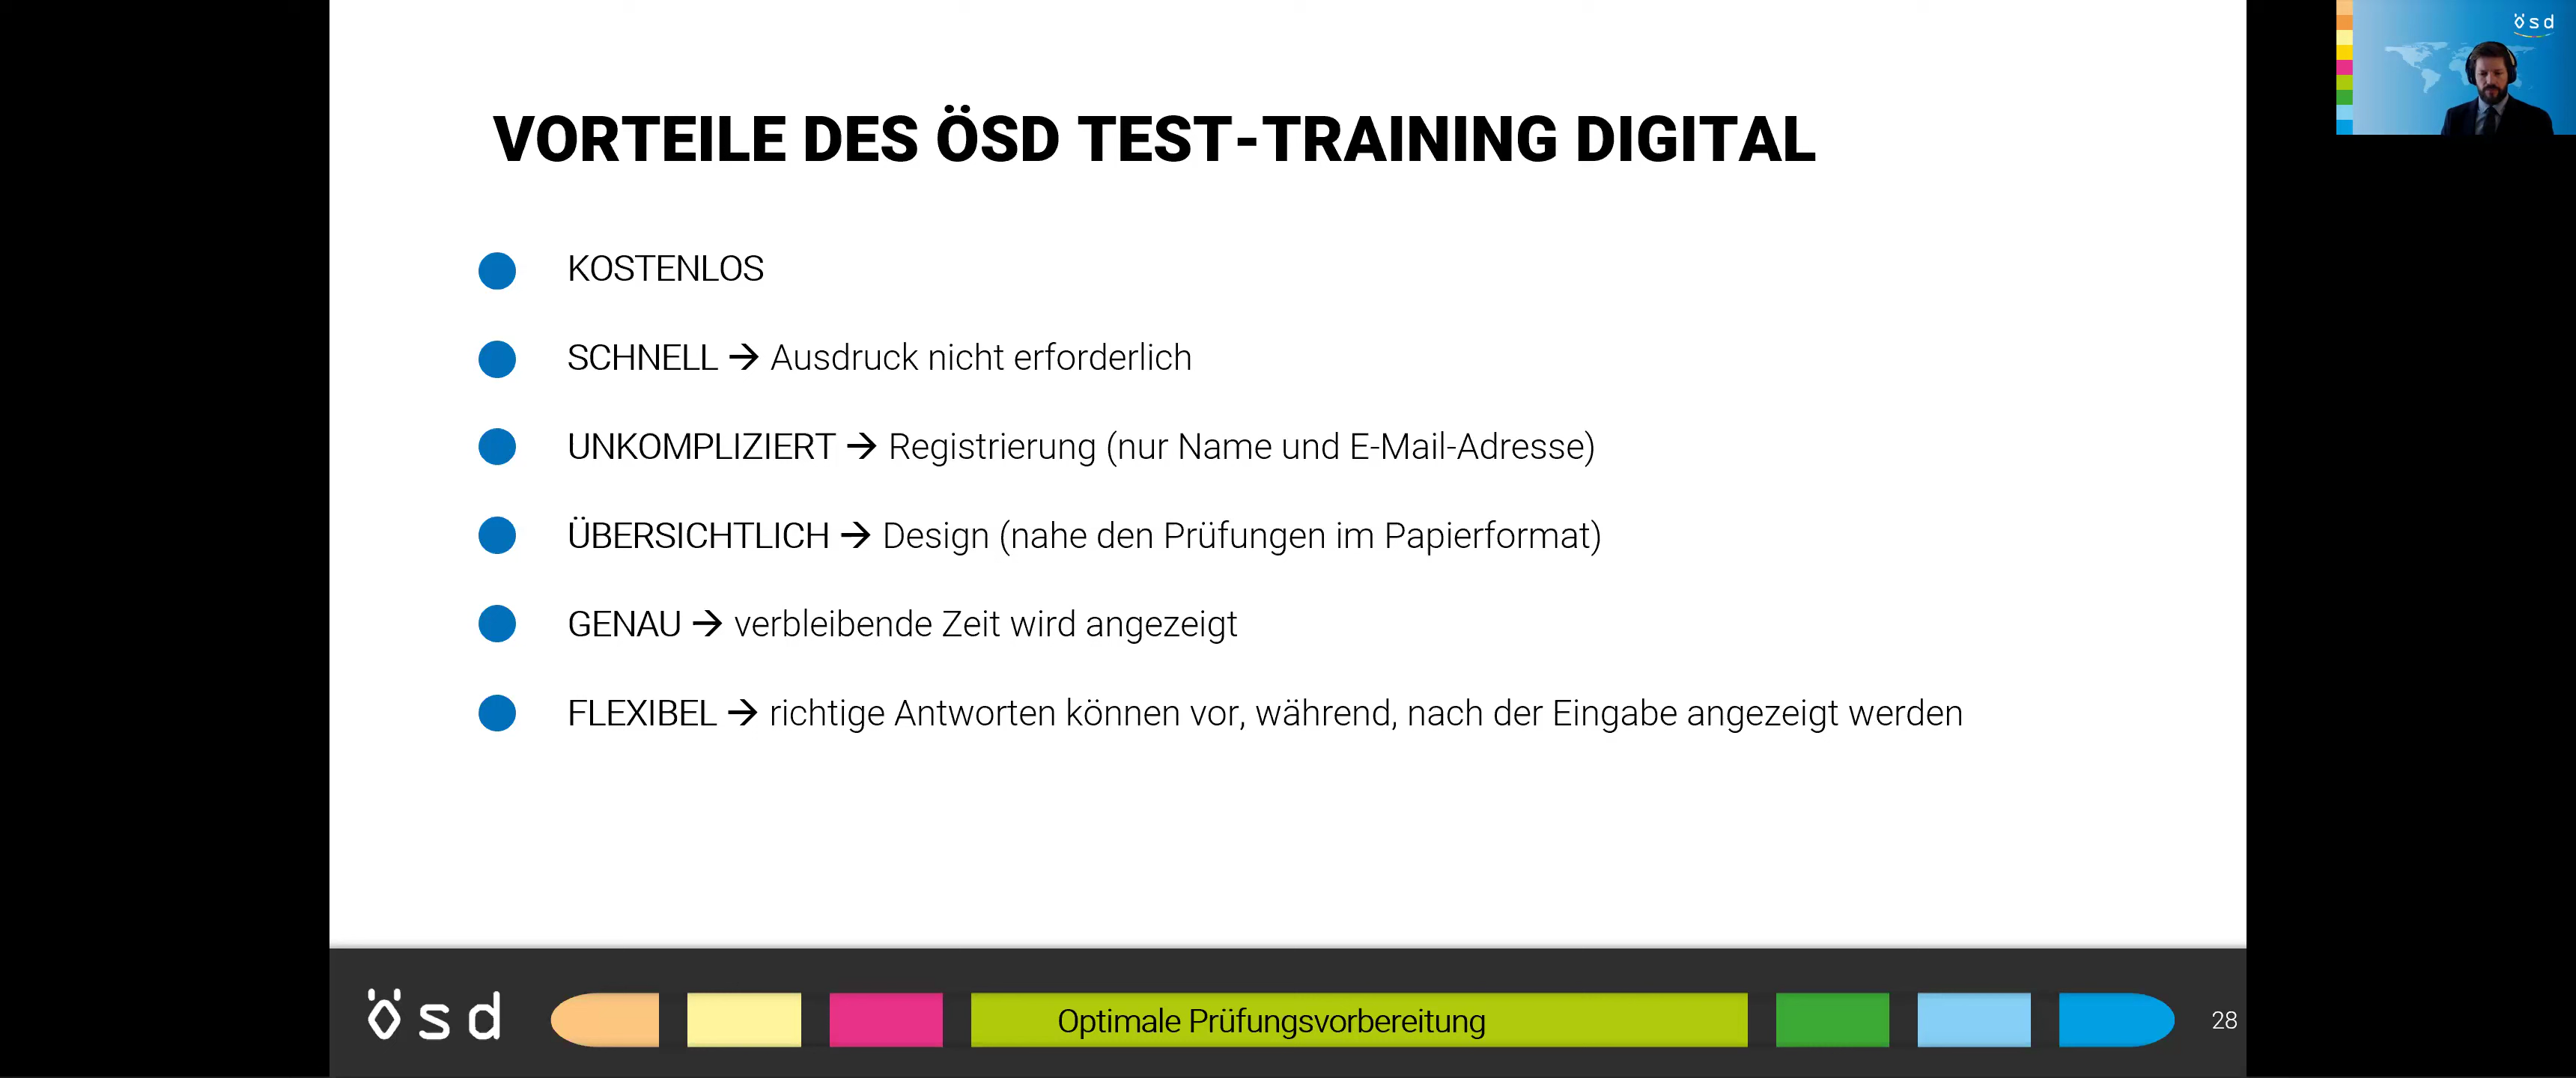 ösd
VORTEILE DES ÖSD TEST-TRAINING DIGITAL
KOSTENLOS
SCHNELL → Ausdruck nicht erforderlich
UNKOMPLIZIERT → Registrierung (nur Name und E-Mail-Adresse)
ÜBERSICHTLICH → Design (nahe den Prüfungen im Papierformat)
GENAU → verbleibende Zeit wird angezeigt
FLEXIBEL → richtige Antworten können vor, während, nach der Eingabe angezeigt werden
ösd
Optimale Prüfungsvorbereitung
28